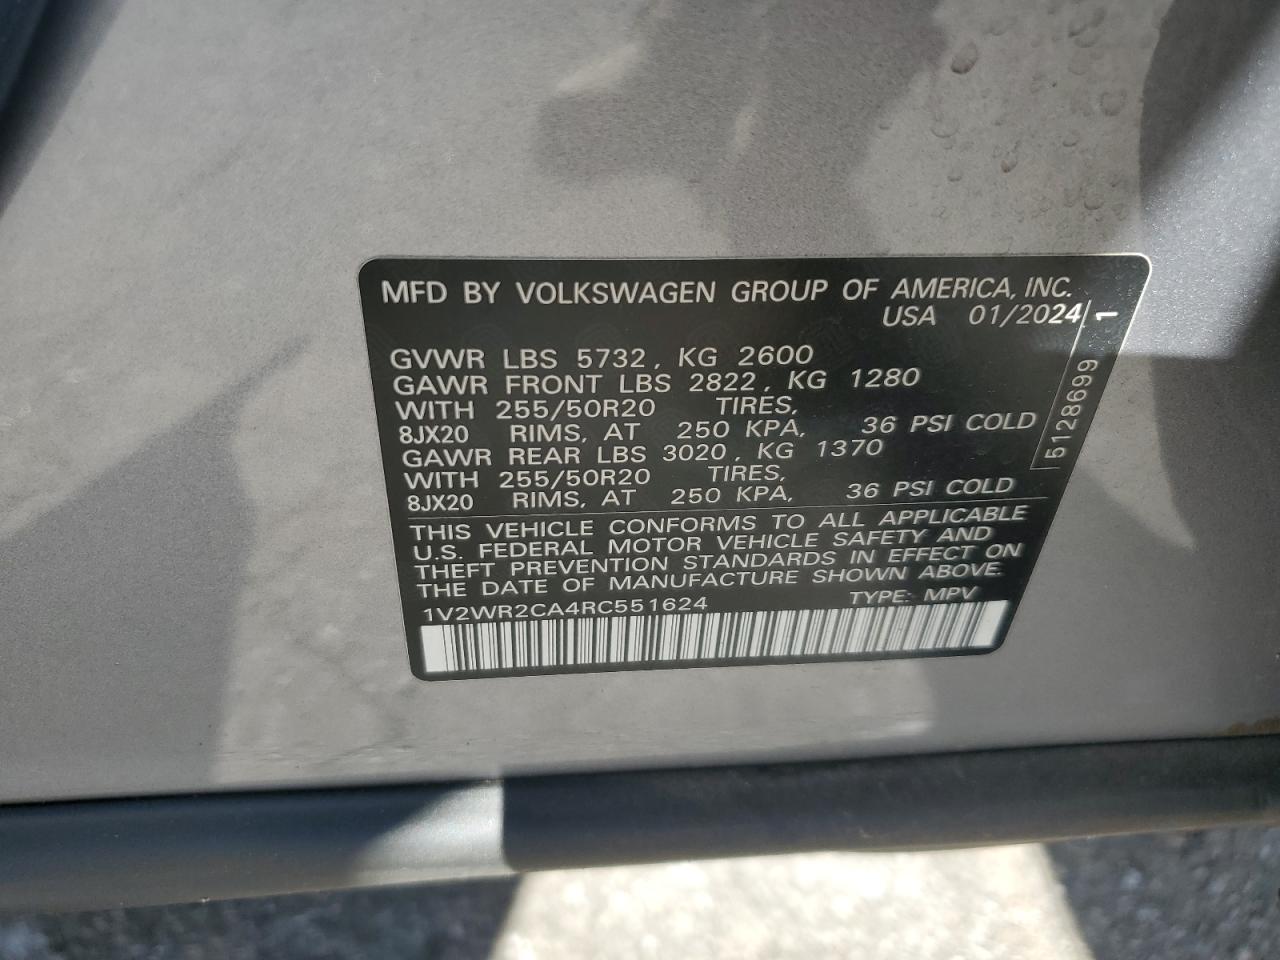 MFD BY VOLKSWAGEN GROUP OF AMERICA, INC.
USA 01/2024
GVWR LBS 5732, KG 2600
GAWR FRONT LBS 2822, KG 1280
WITH 255/50R20 TIRES,
8JX20 RIMS, AT 250 KPA, 36 PSI COLD
GAWR REAR LBS 3020, KG 1370
WITH 255/50R20 TIRES,
8JX20 RIMS, AT 250 KPA, 36 PSI COLD
THIS VEHICLE CONFORMS TO ALL APPLICABLE
U.S. FEDERAL MOTOR VEHICLE SAFETY AND
THEFT PREVENTION STANDARDS IN EFFECT ON
THE DATE OF MANUFACTURE SHOWN ABOVE.
1V2WR2CA4RC551624 TYPE: MPV
5128699 1